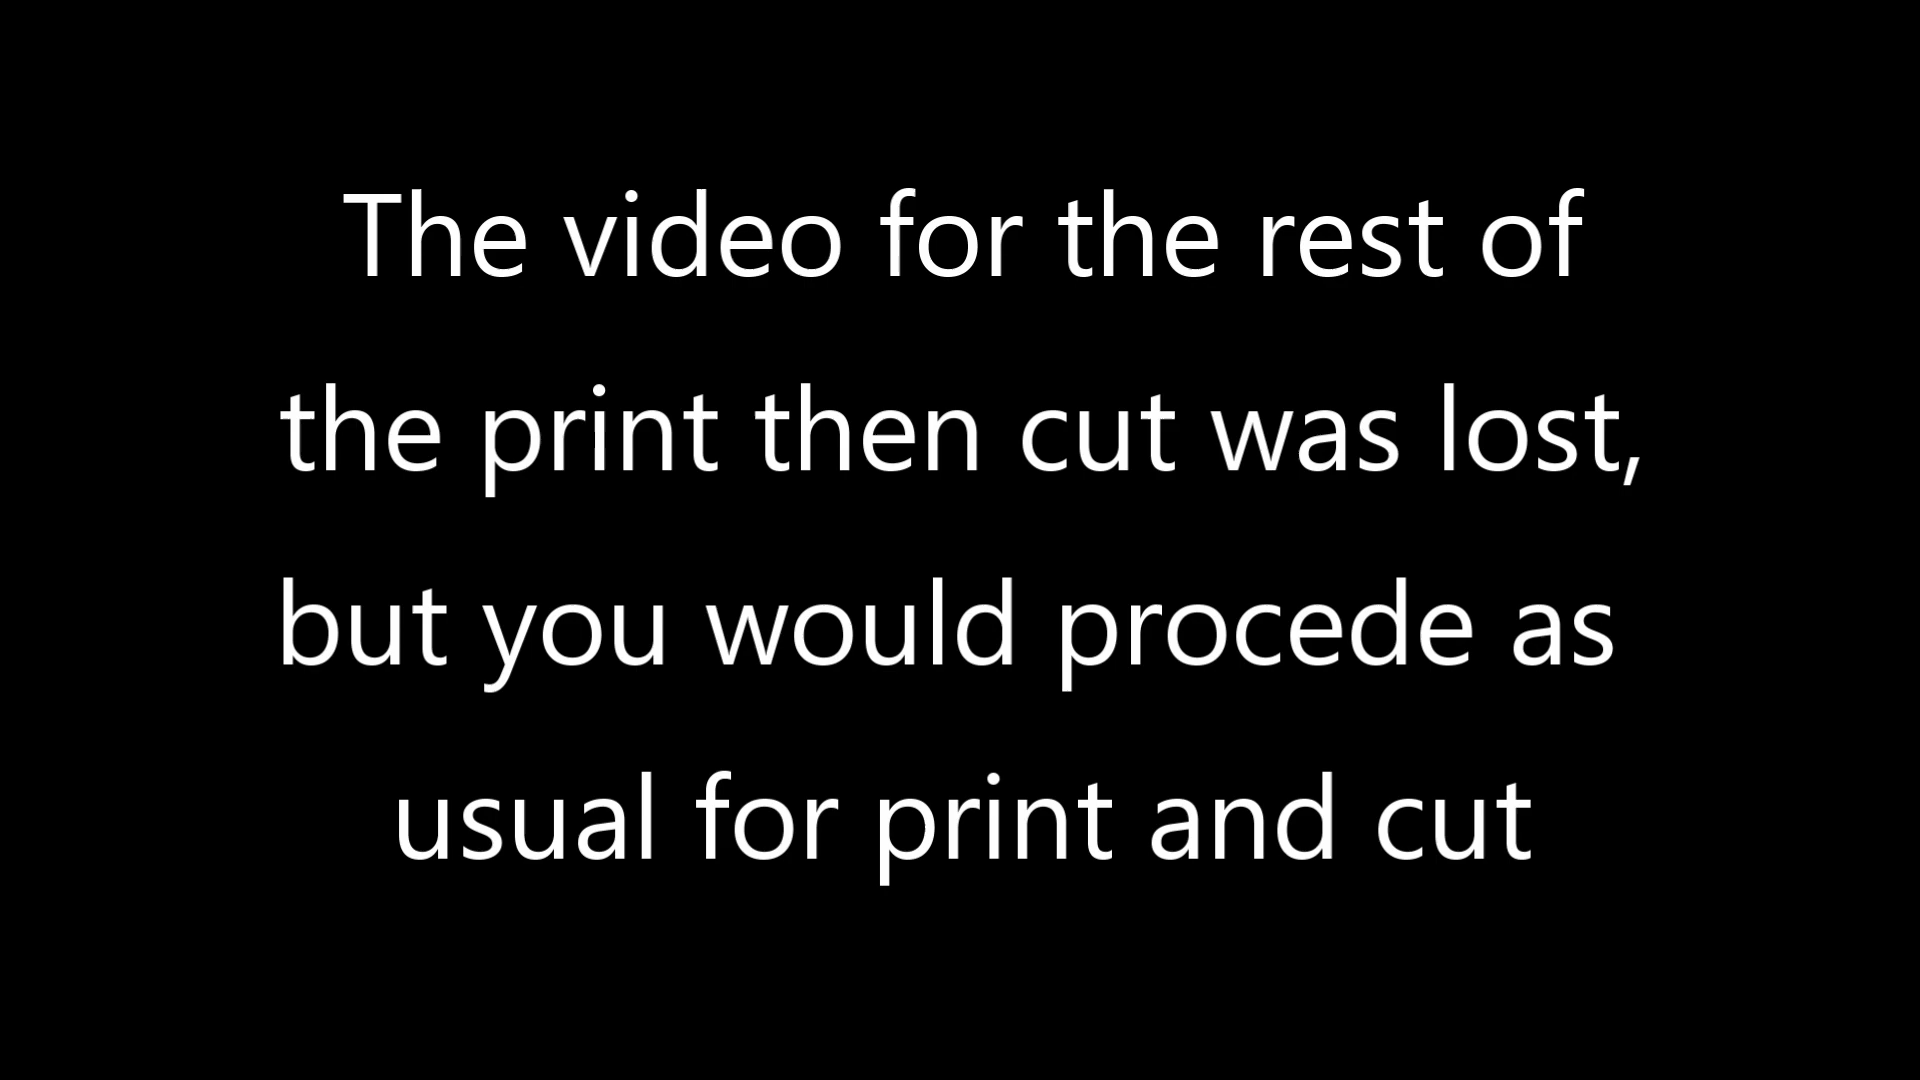 The video for the rest of
the print then cut was lost,
but you would procede as
usual for print and cut